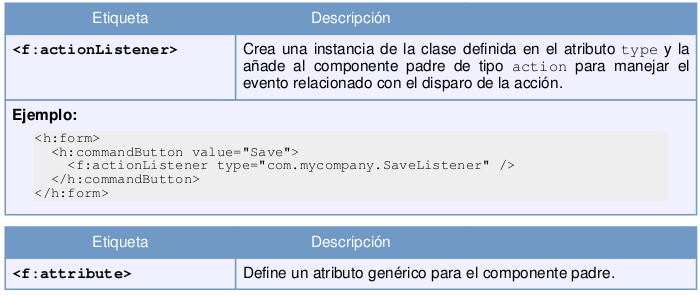 Etiqueta Descripción
<f:actionListener> Crea una instancia de la clase definida en el atributo type y la
añade al componente padre de tipo action para manejar el
evento relacionado con el disparo de la acción.
Ejemplo:
<h:form>
<h:commandButton value="Save">
<f:actionListener type="com.mycompany.SaveListener" />
</h:commandButton>
</h:form>
Etiqueta Descripción
<f:attribute> Define un atributo genérico para el componente padre.